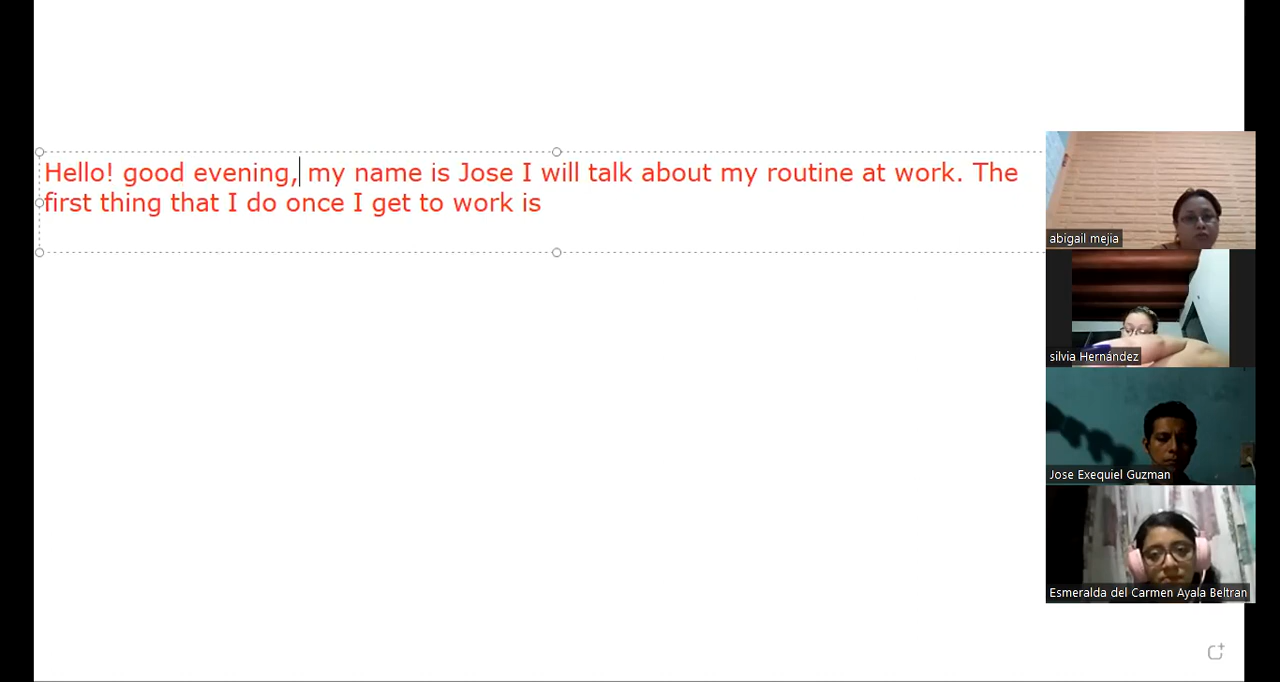 Hello! good evening, my name is Jose I will talk about my routine at work. The
first thing that I do once I get to work is
abigail mejia
silvia Hernández
Jose Exequiel Guzman
Esmeralda del Carmen Ayala Beltran